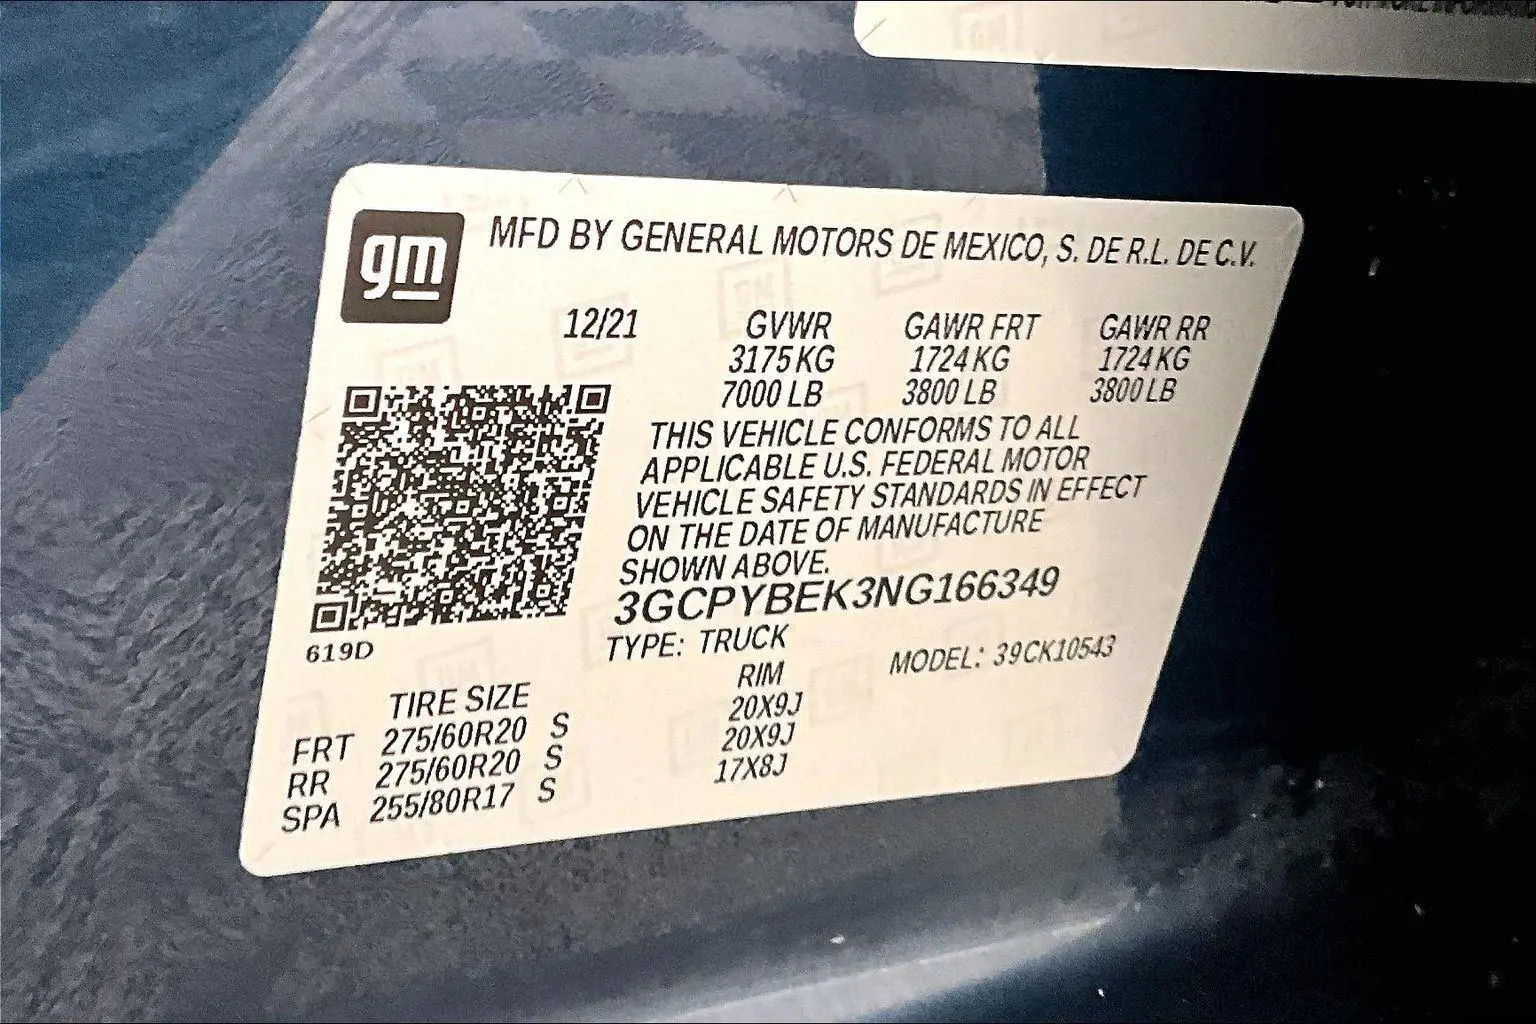 gm
MFD BY GENERAL MOTORS DE MEXICO, S. DE R.L. DE C.V.
12/21 GVWR GAWR FRT GAWR RR
3175 KG 1724 KG 1724 KG
7000 LB 3800 LB 3800 LB
THIS VEHICLE CONFORMS TO ALL
APPLICABLE U.S. FEDERAL MOTOR
VEHICLE SAFETY STANDARDS IN EFFECT
ON THE DATE OF MANUFACTURE
SHOWN ABOVE.
3GCPYBEK3NG166349
619D
TYPE: TRUCK MODEL: 39CK10543
TIRE SIZE RIM
FRT 275/60R20 S 20X9J
RR 275/60R20 S 20X9J
SPA 255/80R17 S 17X8J